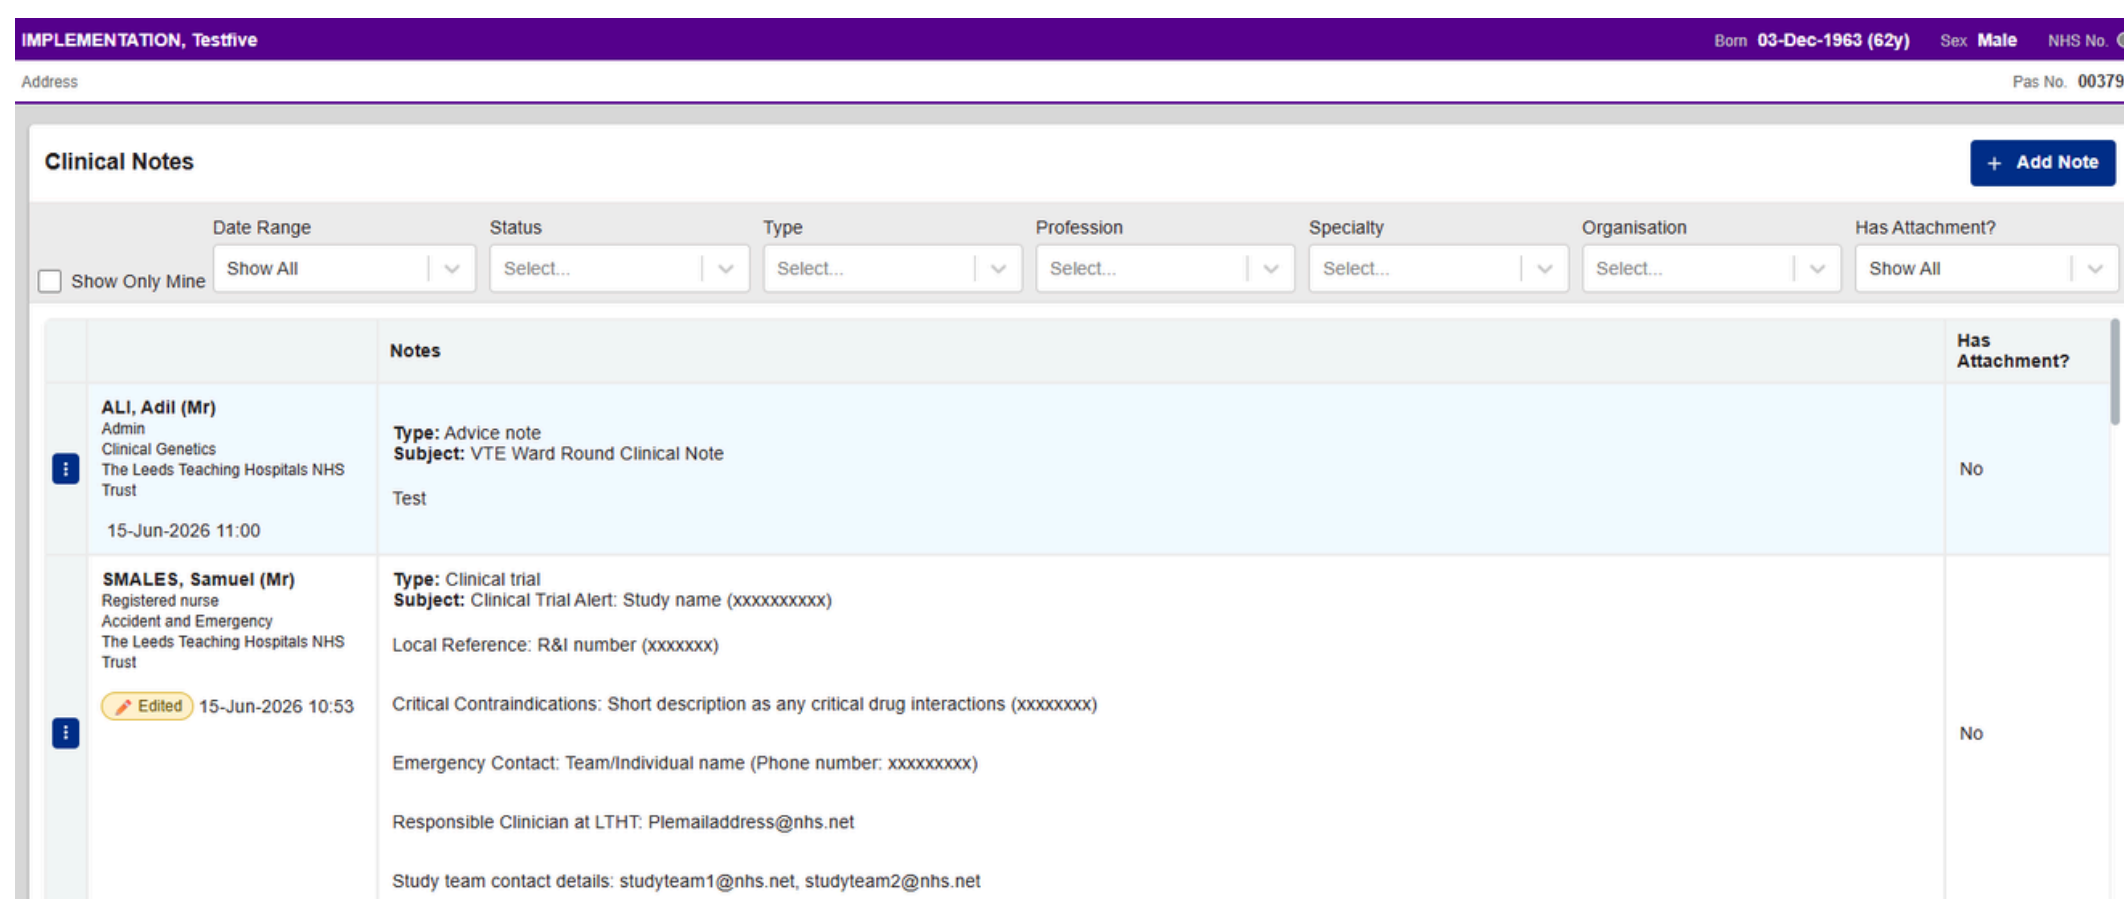 IMPLEMENTATION, Testfive Born 03-Dec-1963 (62y) Sex Male NHS No.
Address Pas No. 00379
Clinical Notes + Add Note
Date Range Status Type Profession Specialty Organisation Has Attachment?
Show Only Mine Show All Select... Select... Select... Select... Select... Show All
Notes Has
Attachment?
ALI, Adil (Mr)
Admin
Clinical Genetics
The Leeds Teaching Hospitals NHS
Trust
15-Jun-2026 11:00
Type: Advice note
Subject: VTE Ward Round Clinical Note
Test
No
SMALES, Samuel (Mr)
Registered nurse
Accident and Emergency
The Leeds Teaching Hospitals NHS
Trust
Edited 15-Jun-2026 10:53
Type: Clinical trial
Subject: Clinical Trial Alert: Study name (xxxxxxxxxx)
Local Reference: R&I number (xxxxxxx)
Critical Contraindications: Short description as any critical drug interactions (xxxxxxxx)
Emergency Contact: Team/Individual name (Phone number: xxxxxxxxx)
Responsible Clinician at LTHT: Plemailaddress@nhs.net
Study team contact details: studyteam1@nhs.net, studyteam2@nhs.net
No